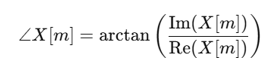 ∠X[m] = arctan ( Im(X[m]) / Re(X[m]) )